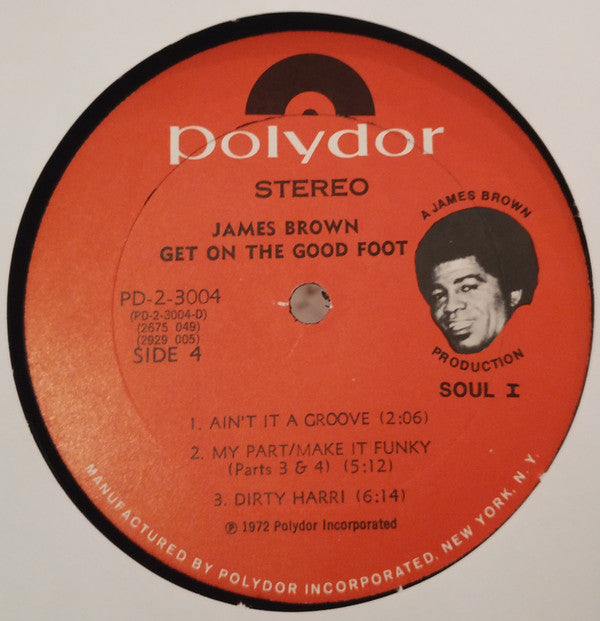 polydor
STEREO
JAMES BROWN
GET ON THE GOOD FOOT
A JAMES BROWN
PRODUCTION
SOUL I
PD-2-3004
(PD-2-3004-D)
(2675 049)
(2929 005)
SIDE 4
1. AIN'T IT A GROOVE (2:06)
2. MY PART/MAKE IT FUNKY
(Parts 3 & 4) (5:12)
3. DIRTY HARRI (6:14)
℗ 1972 Polydor Incorporated
MANUFACTURED BY POLYDOR INCORPORATED, NEW YORK, N. Y.